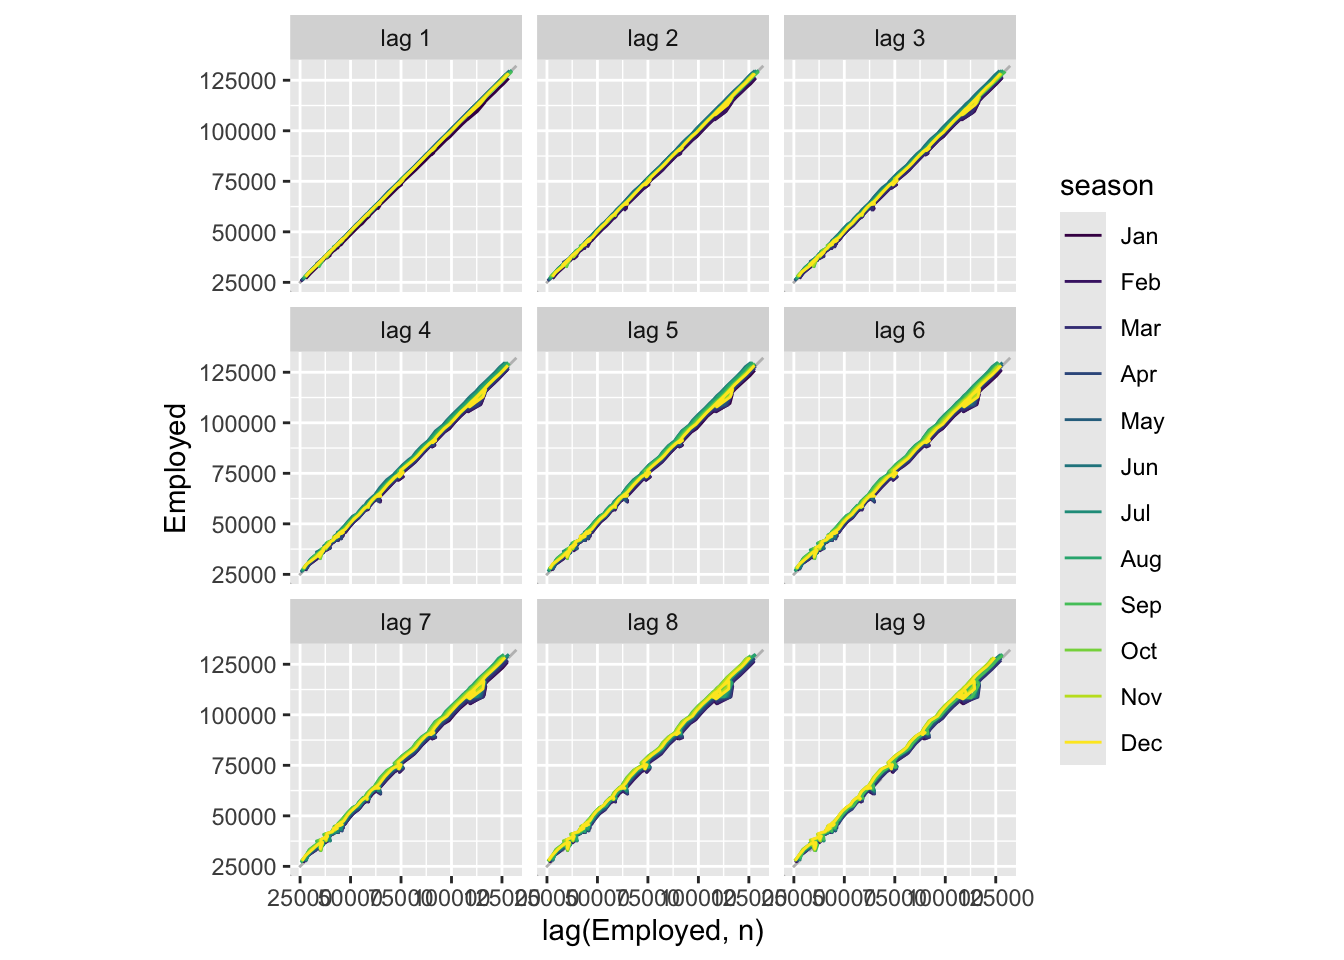 lag 1 lag 2 lag 3
125000
100000
75000
50000
25000
lag 4 lag 5 lag 6
125000
100000
75000
50000
25000
lag 7 lag 8 lag 9
125000
100000
75000
50000
25000
25000 50000 75000 100000 125000 25000 50000 75000 100000 125000 25000 50000 75000 100000 125000
lag(Employed, n)
Employed
season
Jan
Feb
Mar
Apr
May
Jun
Jul
Aug
Sep
Oct
Nov
Dec